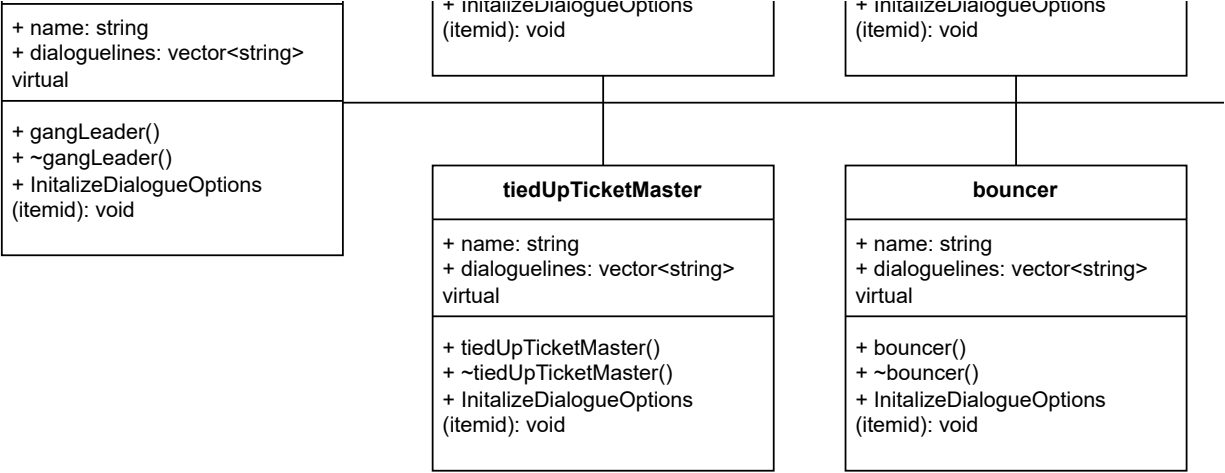 + name: string
+ dialoguelines: vector<string>
virtual
+ gangLeader()
+ ~gangLeader()
+ InitalizeDialogueOptions
(itemid): void
+ InitalizeDialogueOptions
(itemid): void
+ InitalizeDialogueOptions
(itemid): void
tiedUpTicketMaster
+ name: string
+ dialoguelines: vector<string>
virtual
+ tiedUpTicketMaster()
+ ~tiedUpTicketMaster()
+ InitalizeDialogueOptions
(itemid): void
bouncer
+ name: string
+ dialoguelines: vector<string>
virtual
+ bouncer()
+ ~bouncer()
+ InitalizeDialogueOptions
(itemid): void